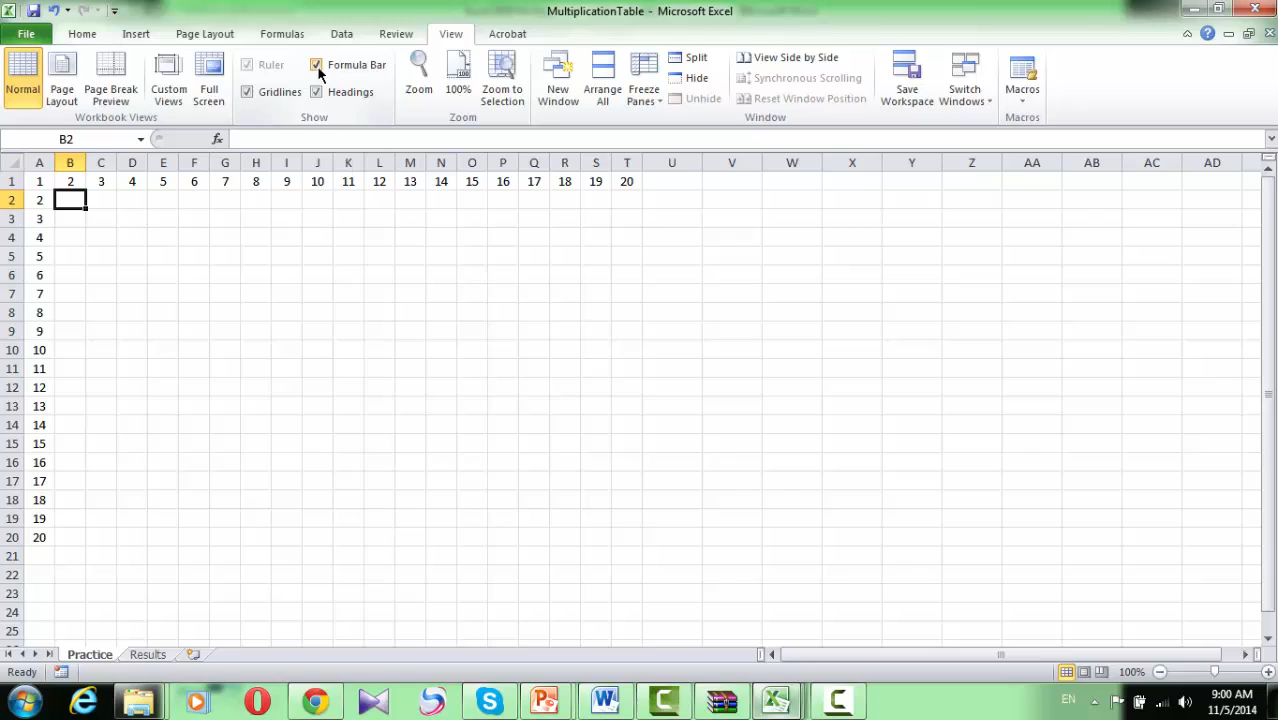 MultiplicationTable - Microsoft Excel
File Home Insert Page Layout Formulas Data Review View Acrobat
Normal Page Layout Page Break Preview Custom Views Full Screen
Workbook Views
Ruler Formula Bar
Gridlines Headings
Show
Zoom 100% Zoom to Selection
Zoom
New Window Arrange All Freeze Panes
Split
Hide
Unhide
View Side by Side
Synchronous Scrolling
Reset Window Position
Save Workspace Switch Windows
Window
Macros
Macros
B2 fx
A B C D E F G H I J K L M N O P Q R S T U V W X Y Z AA AB AC AD
1 1 2 3 4 5 6 7 8 9 10 11 12 13 14 15 16 17 18 19 20
2 2
3 3
4 4
5 5
6 6
7 7
8 8
9 9
10 10
11 11
12 12
13 13
14 14
15 15
16 16
17 17
18 18
19 19
20 20
21
22
23
24
25
Practice Results
Ready 100%
EN 9:00 AM
11/5/2014